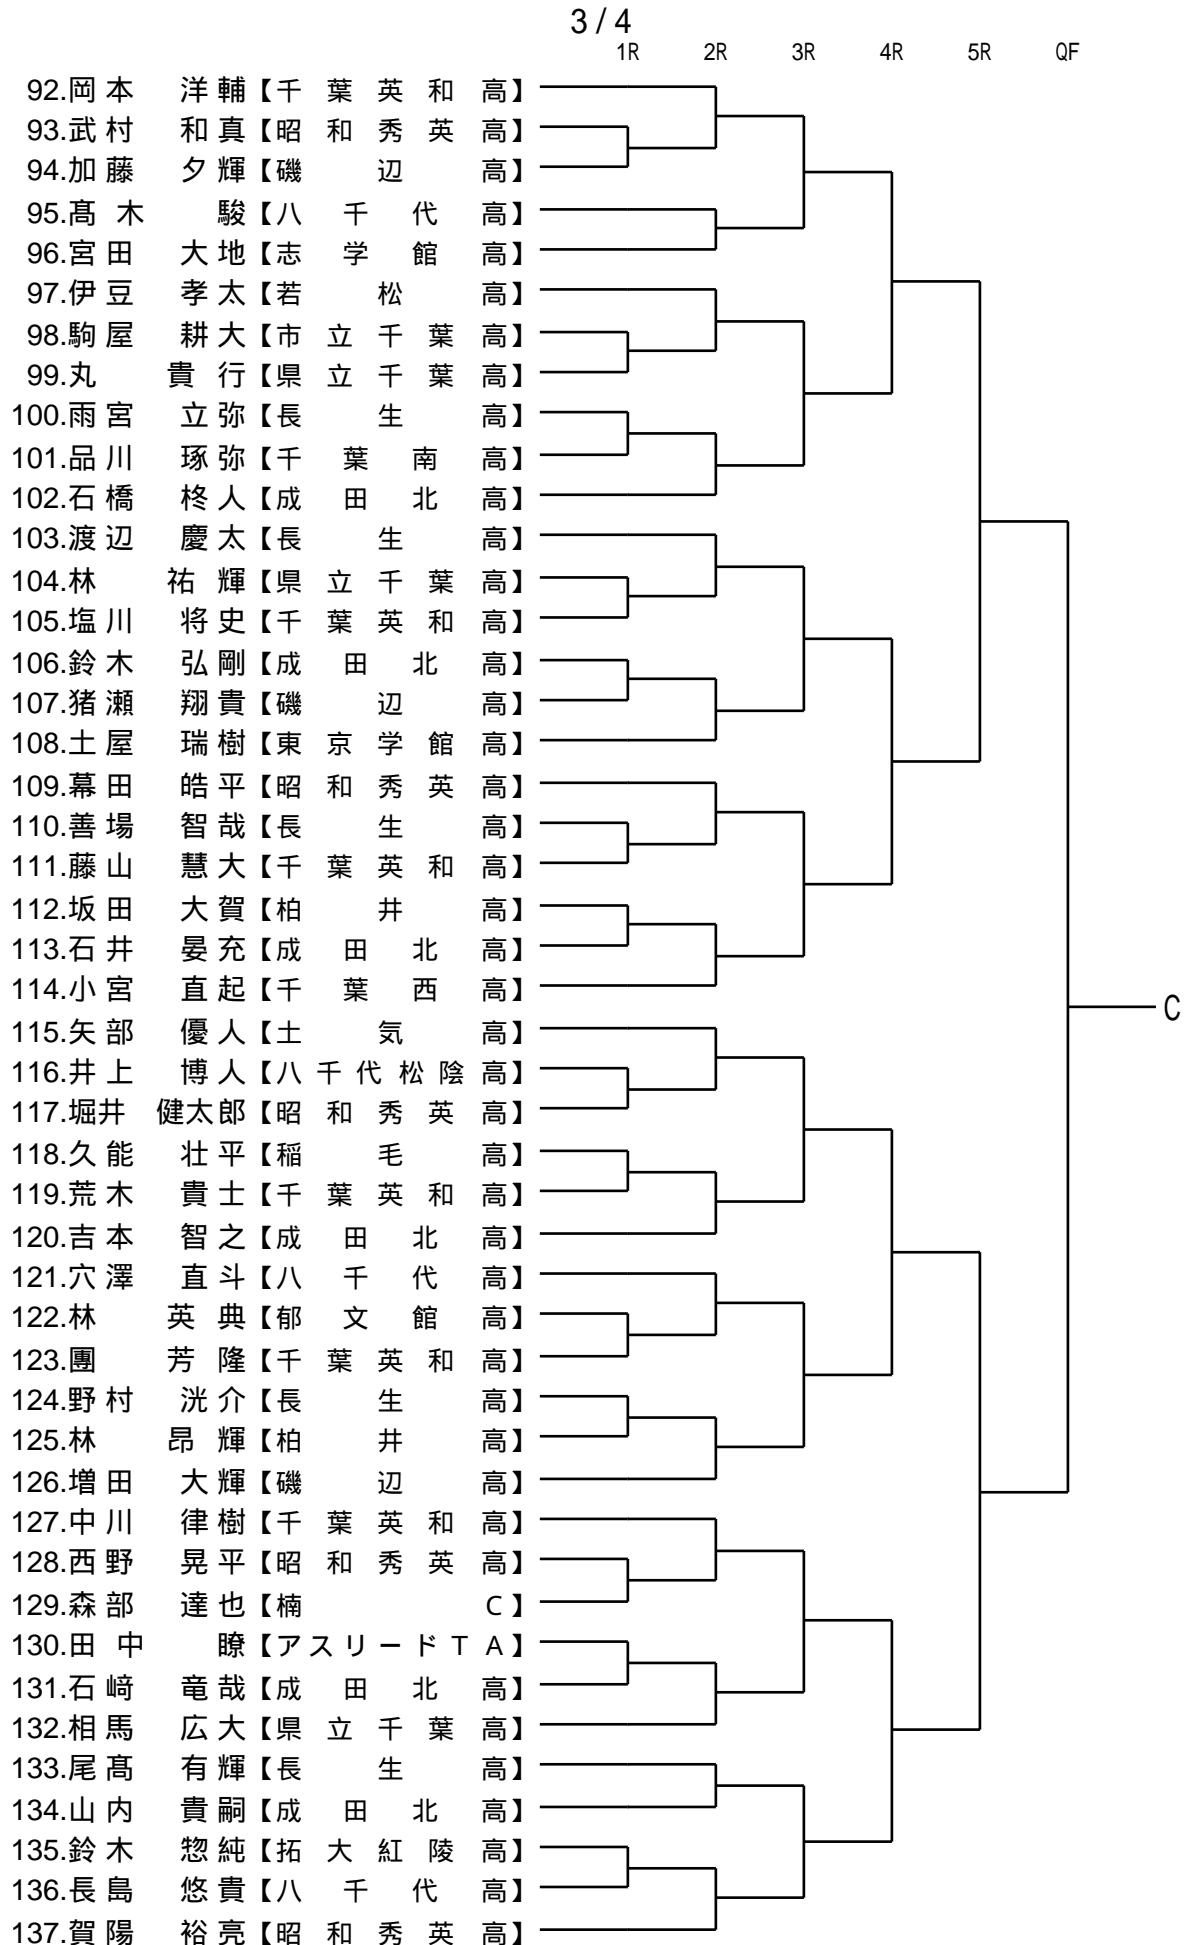 3 / 4
1R 2R 3R 4R 5R QF
92.岡本 洋輔【千葉英和高】
93.武村 和真【昭和秀英高】
94.加藤 夕輝【磯辺高】
95.髙木 駿【八千代高】
96.宮田 大地【志学館高】
97.伊豆 孝太【若松高】
98.駒屋 耕大【市立千葉高】
99.丸 貴行【県立千葉高】
100.雨宮 立弥【長生高】
101.品川 琢弥【千葉南高】
102.石橋 柊人【成田北高】
103.渡辺 慶太【長生高】
104.林 祐輝【県立千葉高】
105.塩川 将史【千葉英和高】
106.鈴木 弘剛【成田北高】
107.猪瀬 翔貴【磯辺高】
108.土屋 瑞樹【東京学館高】
109.幕田 皓平【昭和秀英高】
110.善場 智哉【長生高】
111.藤山 慧大【千葉英和高】
112.坂田 大賀【柏井高】
113.石井 晏充【成田北高】
114.小宮 直起【千葉西高】
C
115.矢部 優人【土気高】
116.井上 博人【八千代松陰高】
117.堀井 健太郎【昭和秀英高】
118.久能 壮平【稲毛高】
119.荒木 貴士【千葉英和高】
120.吉本 智之【成田北高】
121.穴澤 直斗【八千代高】
122.林 英典【郁文館高】
123.團 芳隆【千葉英和高】
124.野村 洸介【長生高】
125.林 昂輝【柏井高】
126.増田 大輝【磯辺高】
127.中川 律樹【千葉英和高】
128.西野 晃平【昭和秀英高】
129.森部 達也【楠C】
130.田中 瞭【アスリードTA】
131.石﨑 竜哉【成田北高】
132.相馬 広大【県立千葉高】
133.尾髙 有輝【長生高】
134.山内 貴嗣【成田北高】
135.鈴木 惣純【拓大紅陵高】
136.長島 悠貴【八千代高】
137.賀陽 裕亮【昭和秀英高】